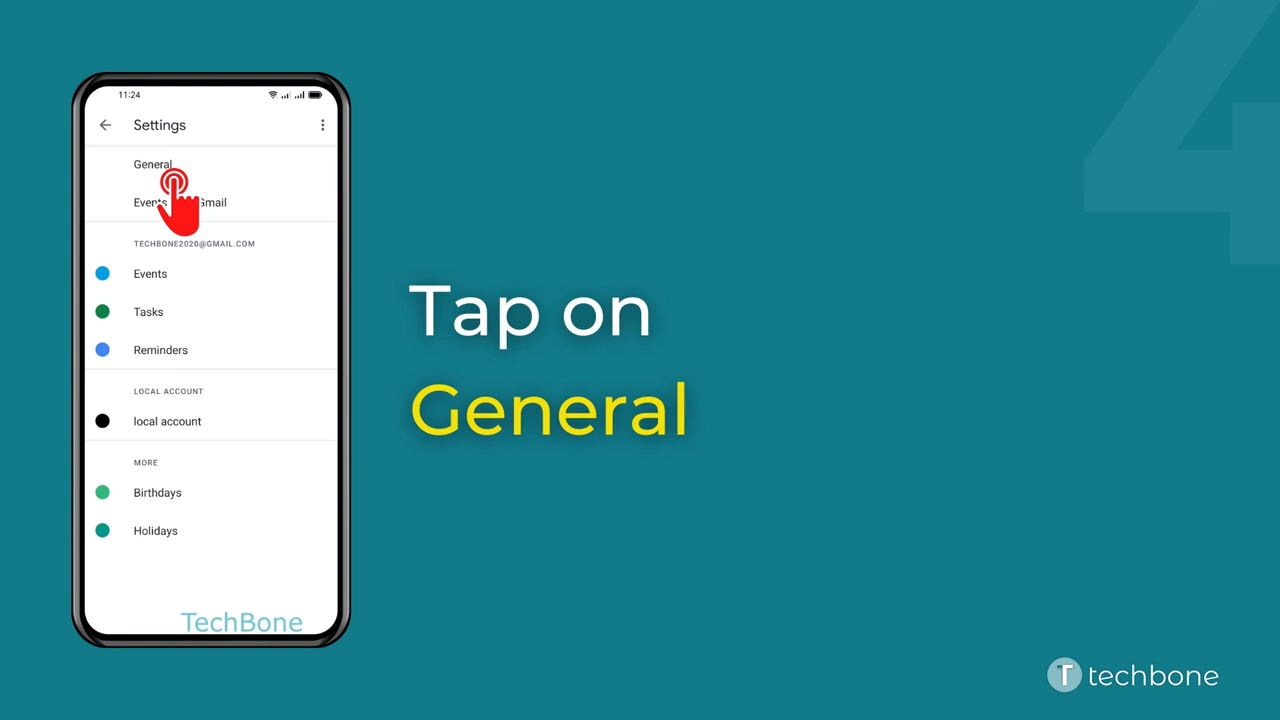 4
11:24
Settings
General
Events Gmail
TECHBONE2020@GMAIL.COM
Events
Tasks
Reminders
LOCAL ACCOUNT
local account
MORE
Birthdays
Holidays
TechBone
Tap on
General
T techbone